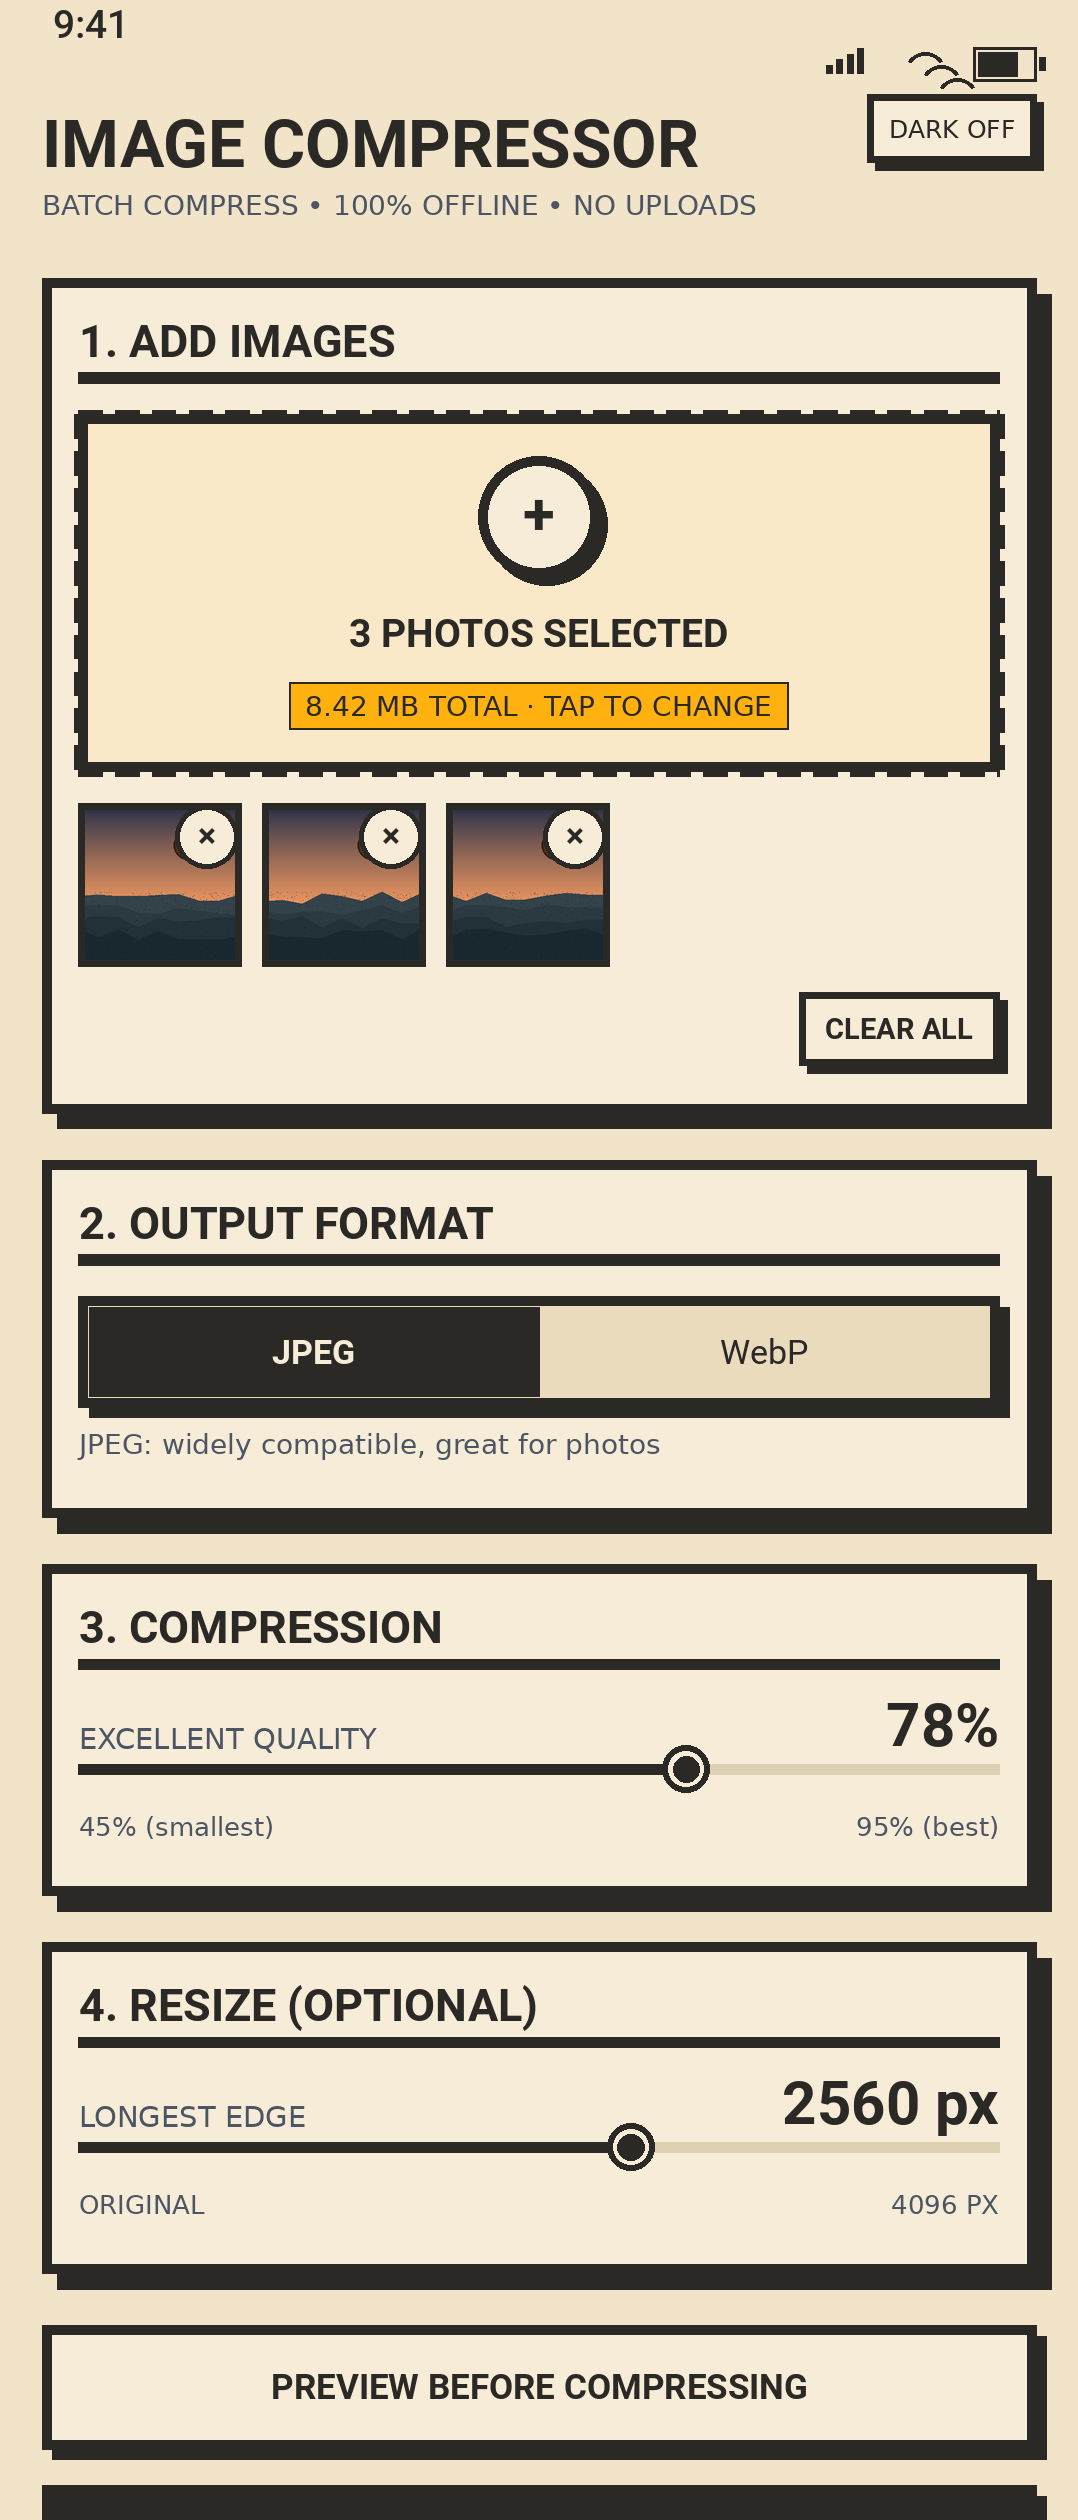 9:41
IMAGE COMPRESSOR
DARK OFF
BATCH COMPRESS • 100% OFFLINE • NO UPLOADS
1. ADD IMAGES
+
3 PHOTOS SELECTED
8.42 MB TOTAL · TAP TO CHANGE
× × ×
CLEAR ALL
2. OUTPUT FORMAT
JPEG WebP
JPEG: widely compatible, great for photos
3. COMPRESSION
EXCELLENT QUALITY 78%
45% (smallest) 95% (best)
4. RESIZE (OPTIONAL)
LONGEST EDGE 2560 px
ORIGINAL 4096 PX
PREVIEW BEFORE COMPRESSING